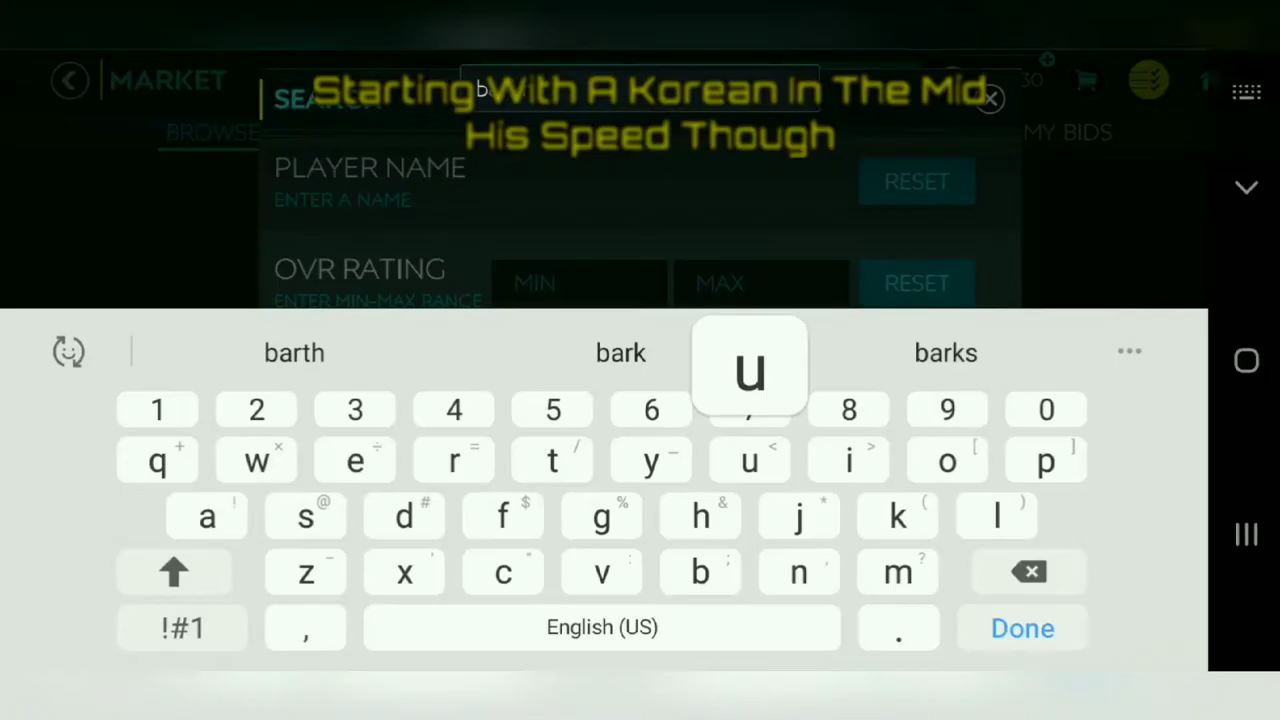 MARKET
Starting With A Korean In The Mid
His Speed Though
b
30
BROWSE
MY BIDS
PLAYER NAME
ENTER A NAME
RESET
OVR RATING
ENTER MIN-MAX RANGE
MIN
MAX
RESET
barth
bark
u
barks
1 2 3 4 5 6 8 9 0
q + w × e ÷ r = t / y _ u < i > o [ p ]
a ! s @ d # f $ g % h & j * k ( l )
z - x ' c " v : b ; n , m ?
!#1 , English (US) . Done